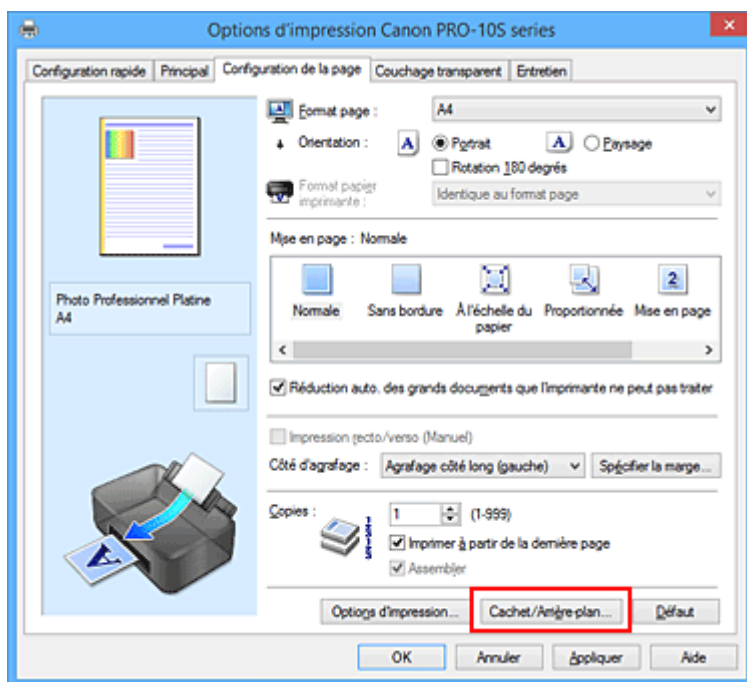 Options d'impression Canon PRO-10S series
Configuration rapide Principal Configuration de la page Couchage transparent Entretien
Format page : A4
Orientation : A Portrait A Paysage
Rotation 180 degrés
Format papier imprimante : Identique au format page
Mise en page : Normale
Photo Professionnel Platine
A4
2
Normale Sans bordure À l'échelle du papier Proportionnée Mise en page
Réduction auto. des grands documents que l'imprimante ne peut pas traiter
Impression recto/verso (Manuel)
Côté d'agrafage : Agrafage côté long (gauche) Spécifier la marge...
Copies : 1 (1-999)
Imprimer à partir de la dernière page
Assembler
A
Options d'impression... Cachet/Arrière-plan... Défaut
OK Annuler Appliquer Aide